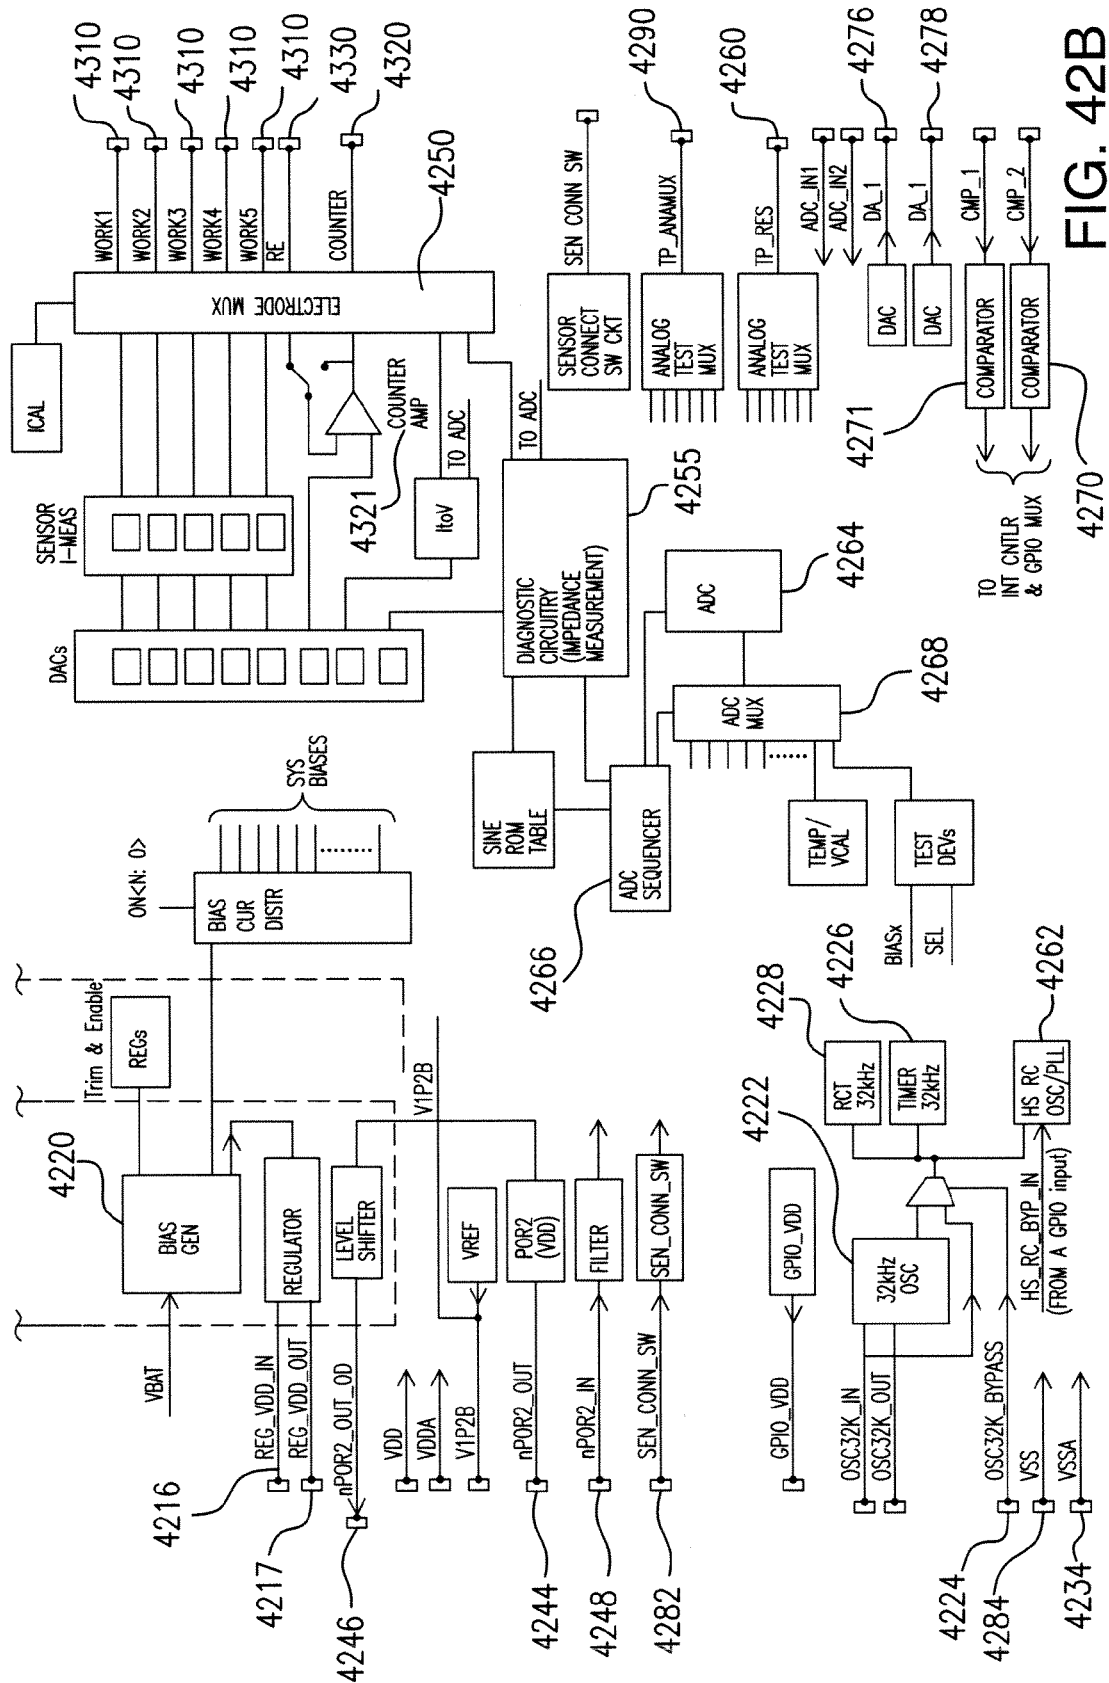 4310
4310
4310
4310
4310
4330
4320
WORK1
WORK2
WORK3
WORK4
WORK5
RE
COUNTER
4250
ICAL
ELECTRODE MUX
SENSOR
I-MEAS
DACs
COUNTER
AMP
4321
ItoV
TO ADC
TO ADC
DIAGNOSTIC
CIRCUITRY
(IMPEDANCE
MEASUREMENT)
4255
SEN CONN SW
SENSOR
CONNECT
SW CKT
4290
TP_ANAMUX
ANALOG
TEST
MUX
4260
TP_RES
ANALOG
TEST
MUX
ADC_IN1
ADC_IN2
4276
DA_1
DAC
4278
DA_1
DAC
CMP_1
CMP_2
COMPARATOR
COMPARATOR
4271
4270
TO
INT CNTLR
& GPIO MUX
ADC
4264
ADC
MUX
4268
SINE
ROM
TABLE
ADC
SEQUENCER
4266
TEMP/
VCAL
TEST
DEVs
BIASx
SEL
ON<N: 0>
BIAS
CUR
DISTR
SYS
BIASES
Trim & Enable
REGs
4220
BIAS
GEN
VBAT
REGULATOR
REG_VDD_IN
REG_VDD_OUT
4216
4217
LEVEL
SHIFTER
nPOR2_OUT_OD
4246
VDD
VDDA
V1P2B
V1P2B
VREF
POR2
(VDD)
nPOR2_OUT
4244
FILTER
nPOR2_IN
4248
SEN_CONN_SW
SEN_CONN_SW
4282
GPIO_VDD
GPIO_VDD
4222
32kHz
OSC
OSC32K_IN
OSC32K_OUT
OSC32K_BYPASS
4224
VSS
4284
VSSA
4234
4228
RCT
32kHz
4226
TIMER
32kHz
4262
HS RC
OSC/PLL
HS_RC_BYP_IN
(FROM A GPIO input)
FIG. 42B